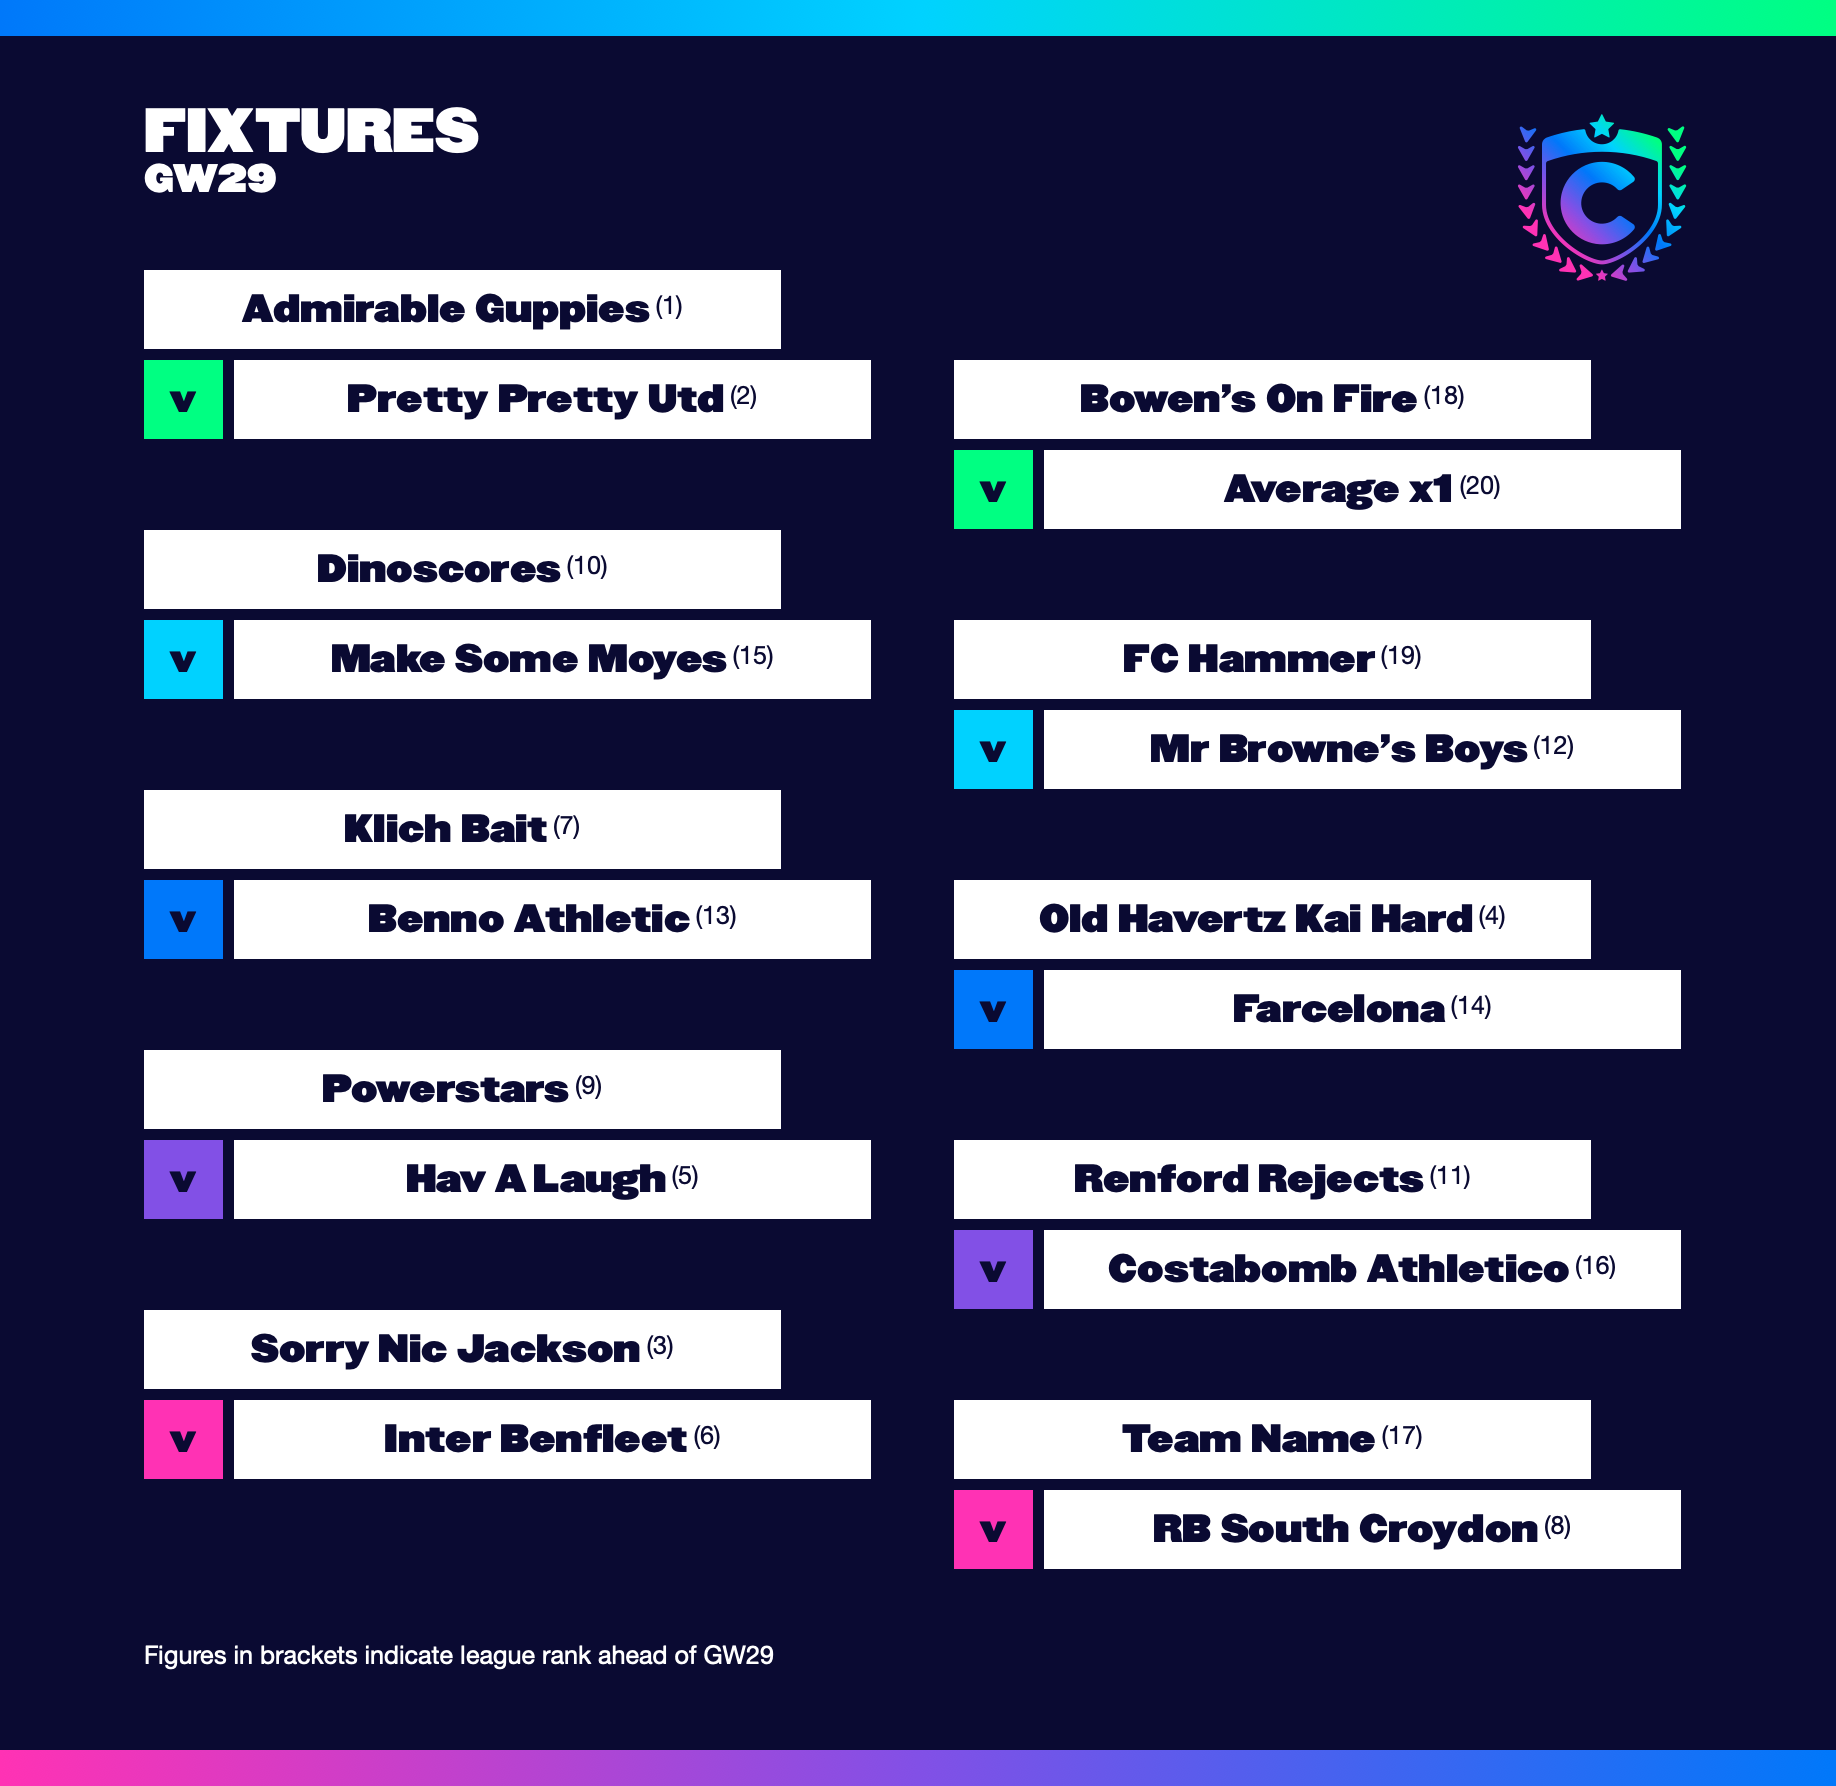 FIXTURES
GW29
C
Admirable Guppies (1)
v Pretty Pretty Utd (2)
Dinoscores (10)
v Make Some Moyes (15)
Klich Bait (7)
v Benno Athletic (13)
Powerstars (9)
v Hav A Laugh (5)
Sorry Nic Jackson (3)
v Inter Benfleet (6)
Bowen’s On Fire (18)
v Average x1 (20)
FC Hammer (19)
v Mr Browne’s Boys (12)
Old Havertz Kai Hard (4)
v Farcelona (14)
Renford Rejects (11)
v Costabomb Athletico (16)
Team Name (17)
v RB South Croydon (8)
Figures in brackets indicate league rank ahead of GW29